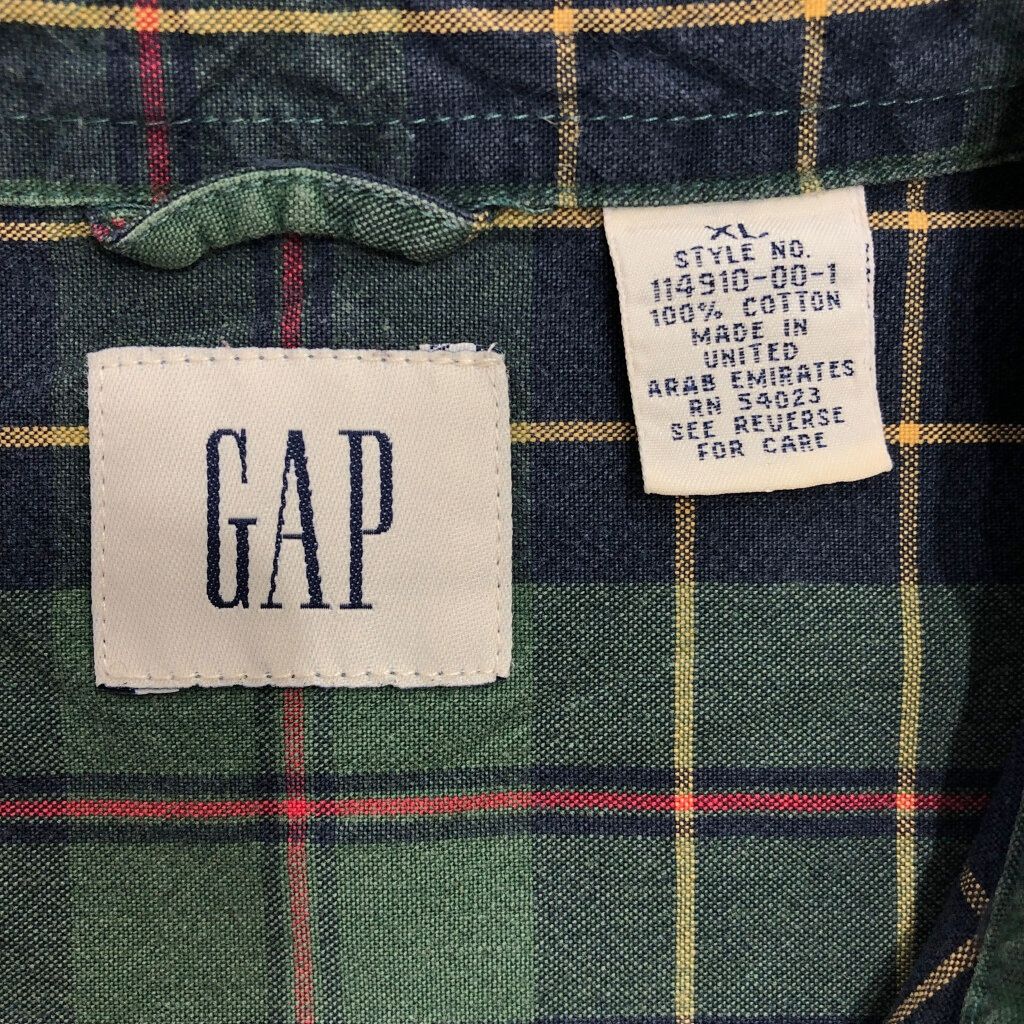 GAP
XL
STYLE NO.
114910-00-1
100% COTTON
MADE IN
UNITED
ARAB EMIRATES
RN 54023
SEE REVERSE
FOR CARE